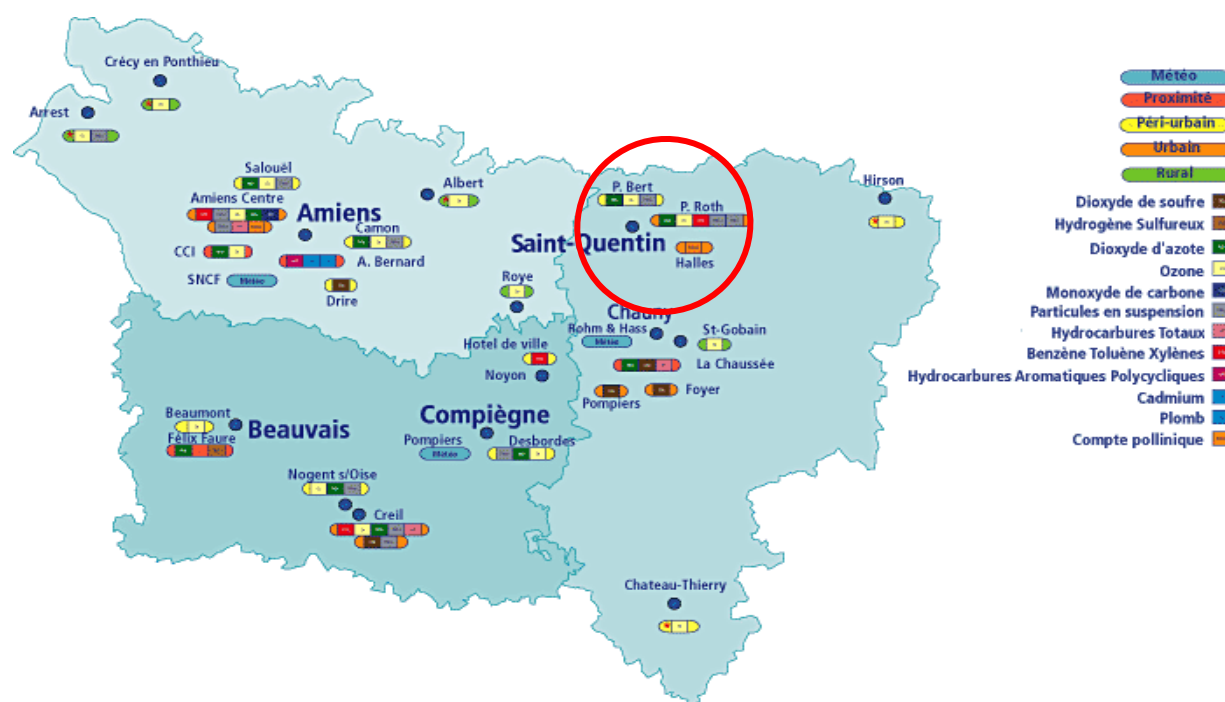 Crécy en Ponthieu
Arrest
Salouël
Amiens Centre
Amiens
Albert
Camon
CCI
A. Bernard
SNCF
Météo
Drire
Roye
P. Bert
P. Roth
Saint-Quentin
Halles
Hirson
Chauny
Rohm & Hass
Météo
St-Gobain
La Chaussée
Pompiers
Foyer
Hotel de ville
Noyon
Compiègne
Pompiers
Météo
Desbordes
Beaumont
Beauvais
Félix Faure
Nogent s/Oise
Creil
Chateau-Thierry
Météo
Proximité
Péri-urbain
Urbain
Rural
Dioxyde de soufre
Hydrogène Sulfureux
Dioxyde d'azote
Ozone
Monoxyde de carbone
Particules en suspension
Hydrocarbures Totaux
Benzène Toluène Xylènes
Hydrocarbures Aromatiques Polycycliques
Cadmium
Plomb
Compte pollinique